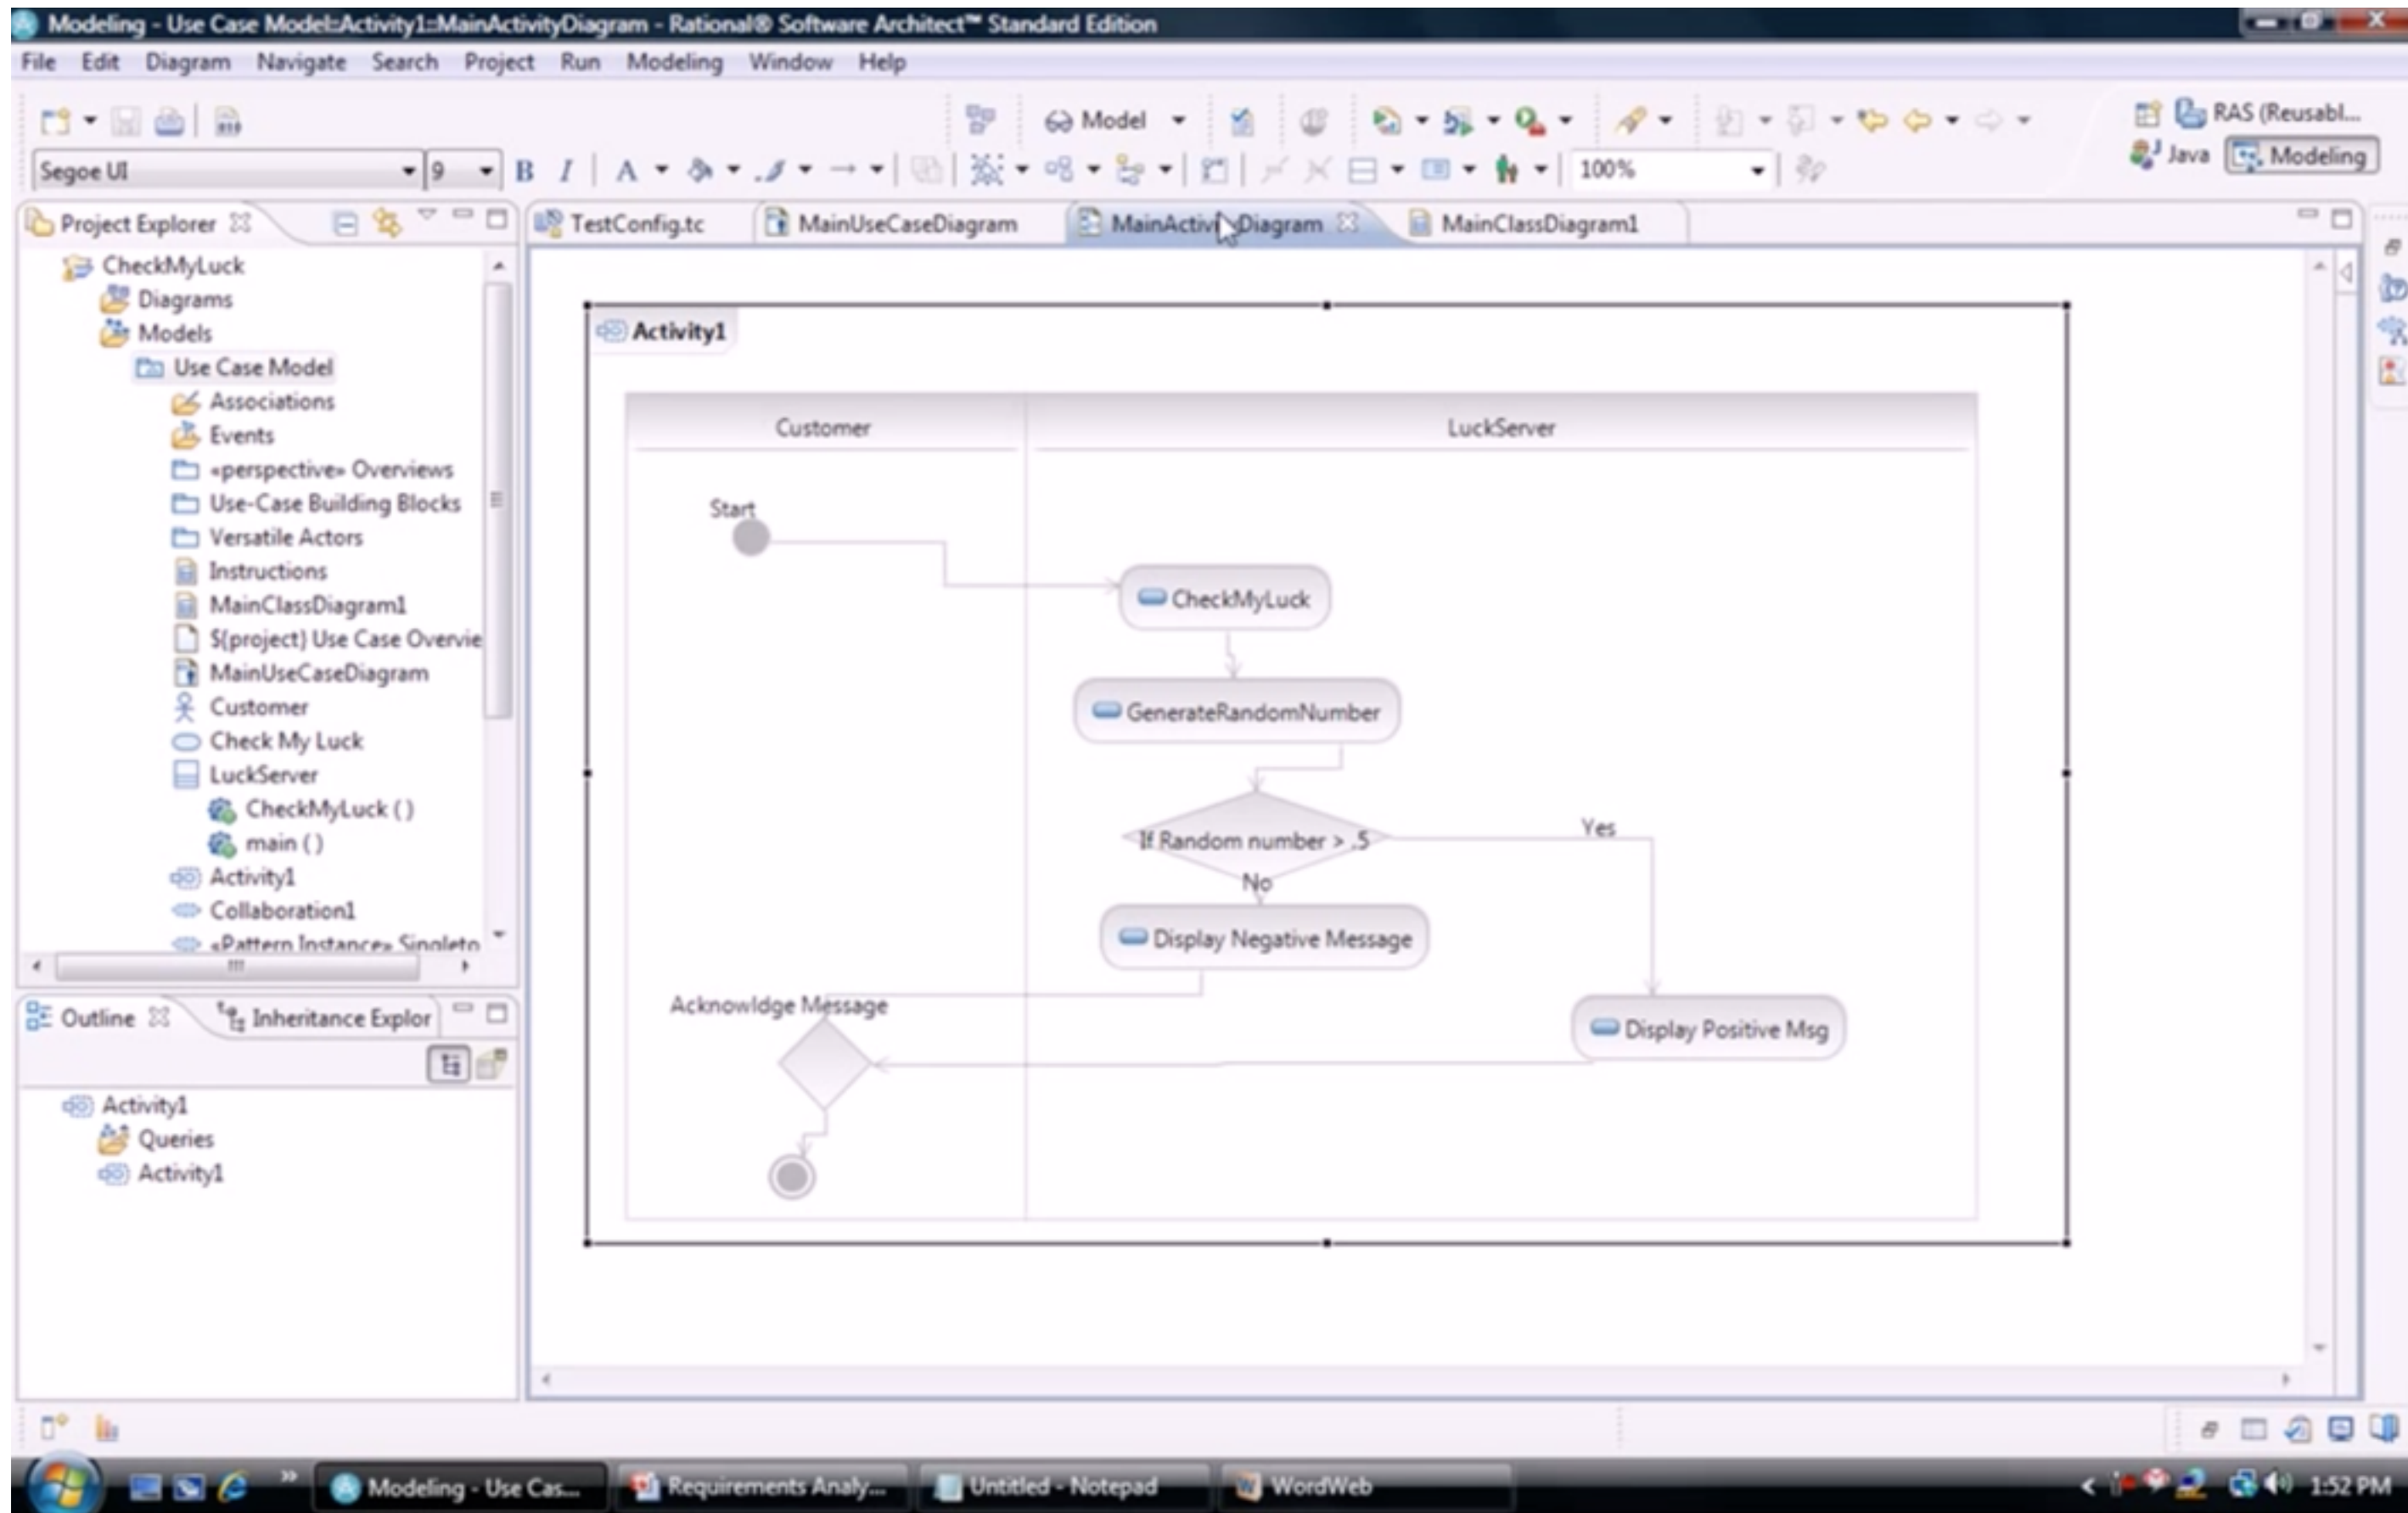 Modeling - Use Case Model::Activity1::MainActivityDiagram - Rational® Software Architect™ Standard Edition
File Edit Diagram Navigate Search Project Run Modeling Window Help
Model
RAS (Reusabl...
Segoe UI 9 B I A 100%
Java Modeling
Project Explorer
TestConfig.tc MainUseCaseDiagram MainActivityDiagram MainClassDiagram1
CheckMyLuck
Diagrams
Models
Use Case Model
Associations
Events
«perspective» Overviews
Use-Case Building Blocks
Versatile Actors
Instructions
MainClassDiagram1
${project} Use Case Overvie
MainUseCaseDiagram
Customer
Check My Luck
LuckServer
CheckMyLuck ( )
main ( )
Activity1
Collaboration1
«Pattern Instance» Singleto
Outline Inheritance Explor
Activity1
Queries
Activity1
Activity1
Customer LuckServer
Start
CheckMyLuck
GenerateRandomNumber
If Random number > .5
Yes
No
Display Negative Message
Acknowldge Message
Display Positive Msg
Modeling - Use Cas... Requirements Analy... Untitled - Notepad WordWeb 1:52 PM